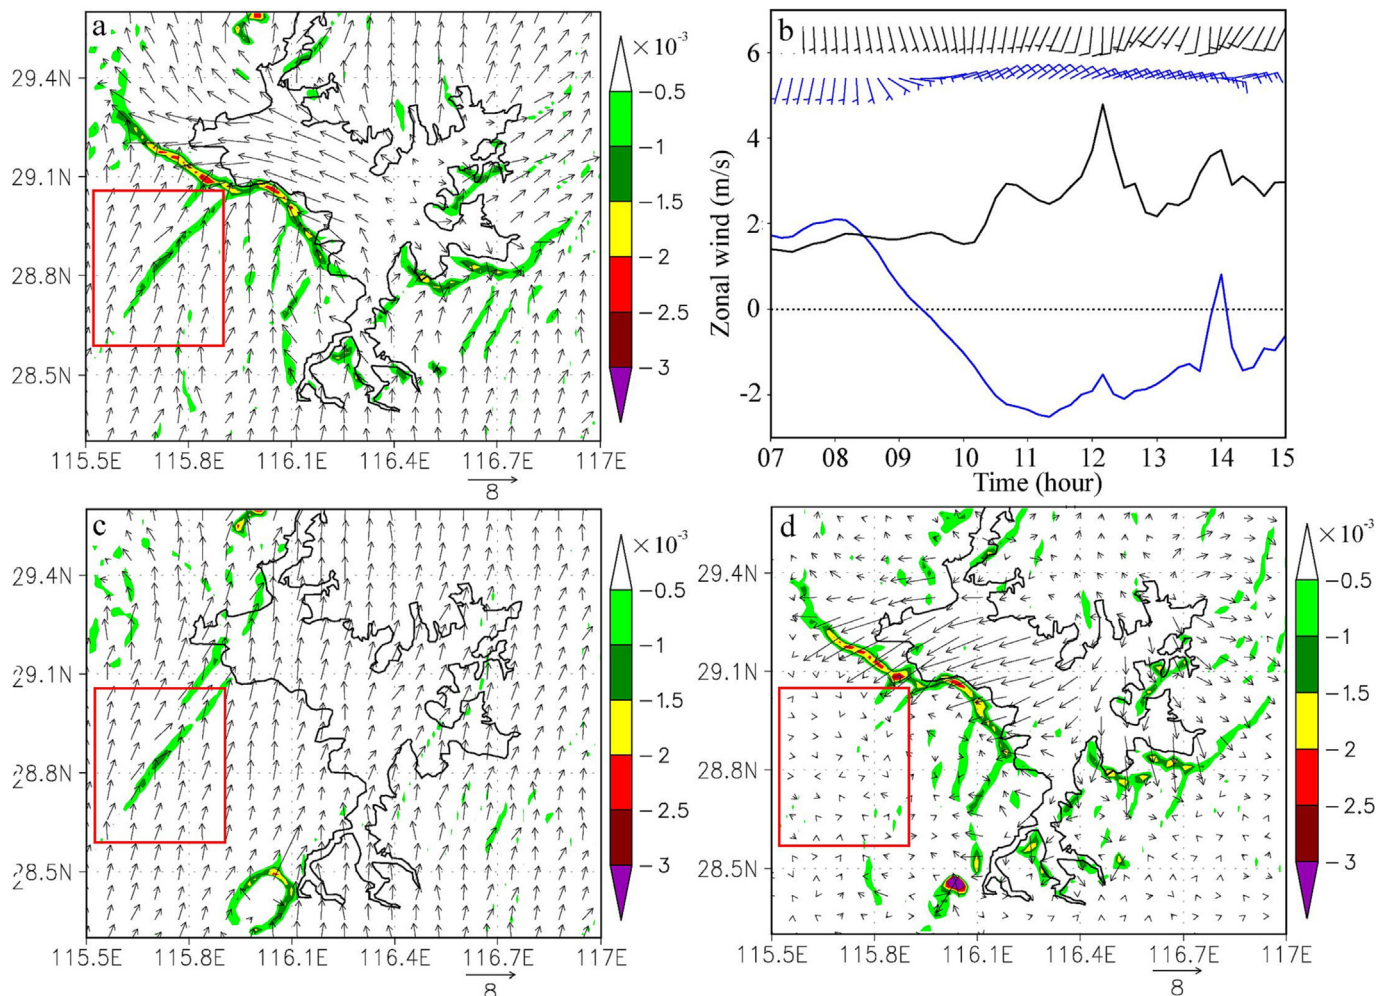 a
29.4N
29.1N
28.8N
28.5N
115.5E 115.8E 116.1E 116.4E 116.7E 117E
8
×10⁻³
−0.5
−1
−1.5
−2
−2.5
−3
b
6
4
2
0
-2
Zonal wind (m/s)
07 08 09 10 11 12 13 14 15
Time (hour)
c
29.4N
29.1N
28.8N
28.5N
115.5E 115.8E 116.1E 116.4E 116.7E 117E
8
×10⁻³
−0.5
−1
−1.5
−2
−2.5
−3
d
29.4N
29.1N
28.8N
28.5N
115.5E 115.8E 116.1E 116.4E 116.7E 117E
8
×10⁻³
−0.5
−1
−1.5
−2
−2.5
−3